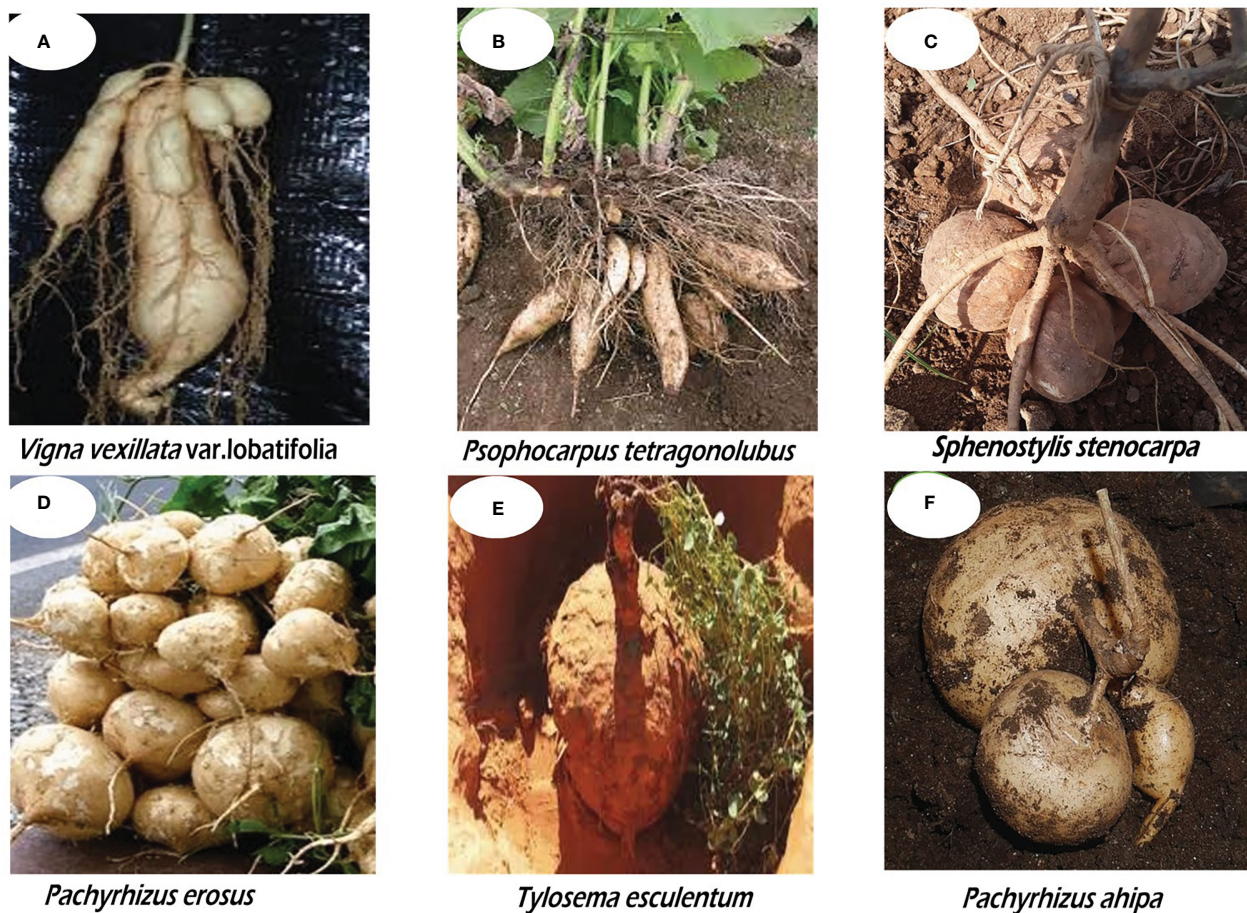 A
B
C
Vigna vexillata var.lobatifolia
Psophocarpus tetragonolubus
Sphenostylis stenocarpa
D
E
F
Pachyrhizus erosus
Tylosema esculentum
Pachyrhizus ahipa